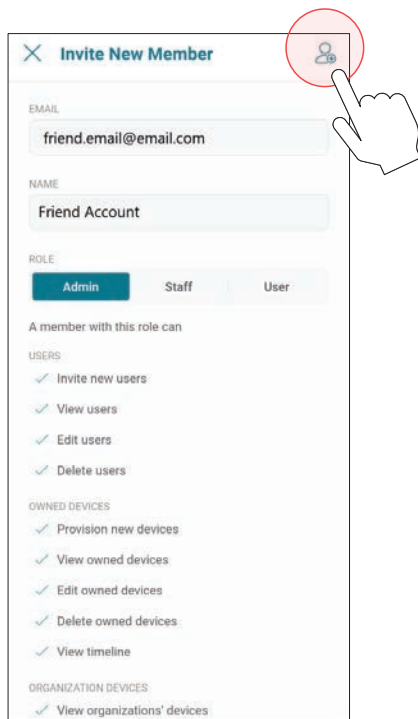 Invite New Member
EMAIL
friend.email@email.com
NAME
Friend Account
ROLE
Admin Staff User
A member with this role can
USERS
Invite new users
View users
Edit users
Delete users
OWNED DEVICES
Provision new devices
View owned devices
Edit owned devices
Delete owned devices
View timeline
ORGANIZATION DEVICES
View organizations' devices